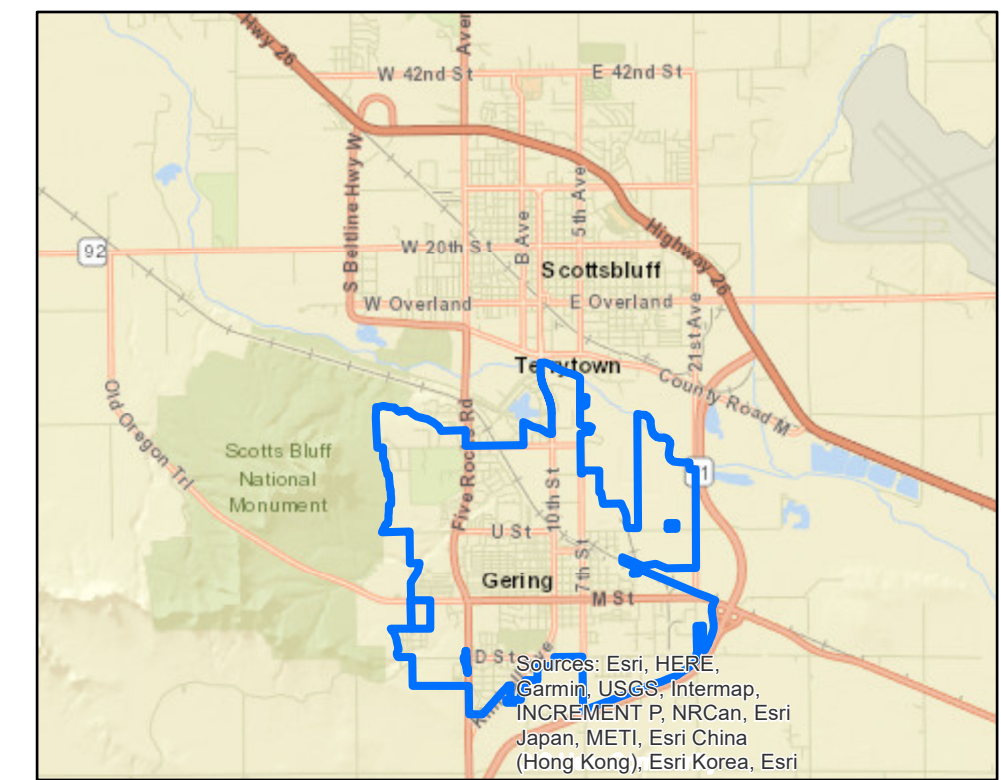 Hwy 26
Aven
W 42nd St
E 42nd St
S Beltline Hwy W
5th Ave
B Ave
Highway 26
92
W 20th St
Scottsbluff
W Overland
E Overland
21st Ave
Terrytown
County Road M
Old Oregon Trl
Five Rocks Rd
Scotts Bluff
National
Monument
10th St
U St
7th St
Gering
M St
D St
Sources: Esri, HERE,
Garmin, USGS, Intermap,
INCREMENT P, NRCan, Esri
Japan, METI, Esri China
(Hong Kong), Esri Korea, Esri